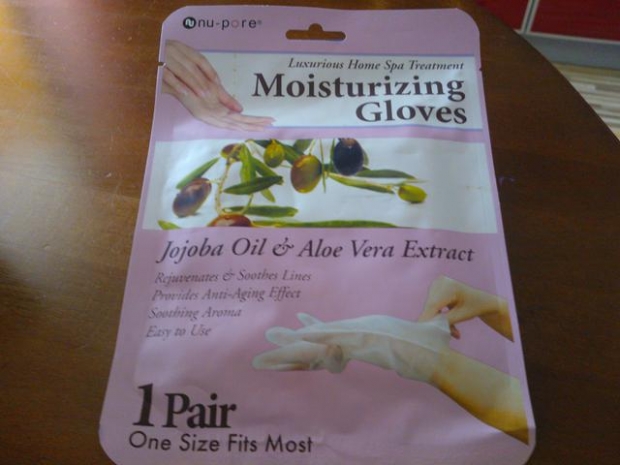 nu-pore®
Luxurious Home Spa Treatment
Moisturizing
Gloves
Jojoba Oil & Aloe Vera Extract
Rejuvenates & Soothes Lines
Provides Anti-Aging Effect
Soothing Aroma
Easy to Use
1 Pair
One Size Fits Most